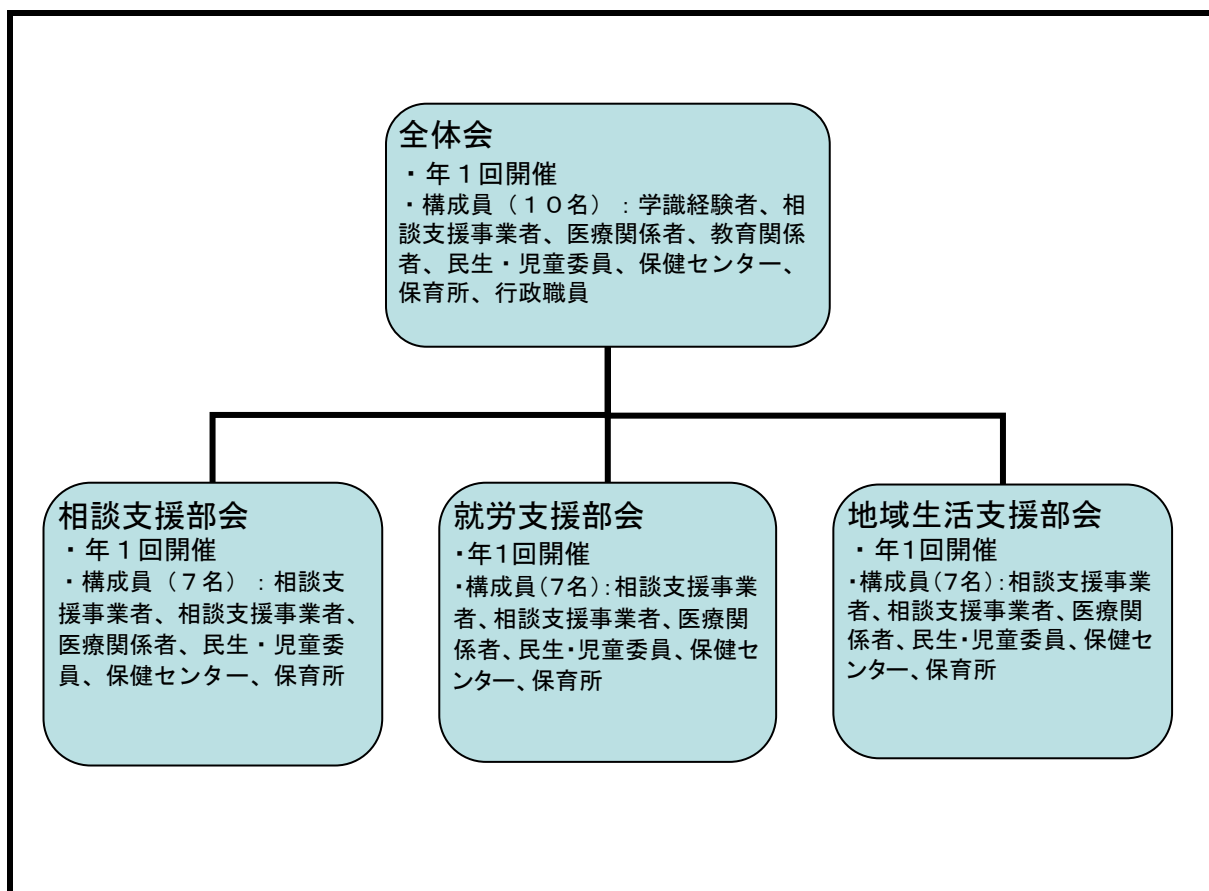 全体会
・年１回開催
・構成員（１０名）：学識経験者、相
談支援事業者、医療関係者、教育関係
者、民生・児童委員、保健センター、
保育所、行政職員
相談支援部会
・年１回開催
・構成員（７名）：相談支
援事業者、相談支援事業者、
医療関係者、民生・児童委
員、保健センター、保育所
就労支援部会
・年1回開催
・構成員(７名)：相談支援事業
者、相談支援事業者、医療関
係者、民生・児童委員、保健セ
ンター、保育所
地域生活支援部会
・年1回開催
・構成員(７名)：相談支援事業
者、相談支援事業者、医療関
係者、民生・児童委員、保健セ
ンター、保育所